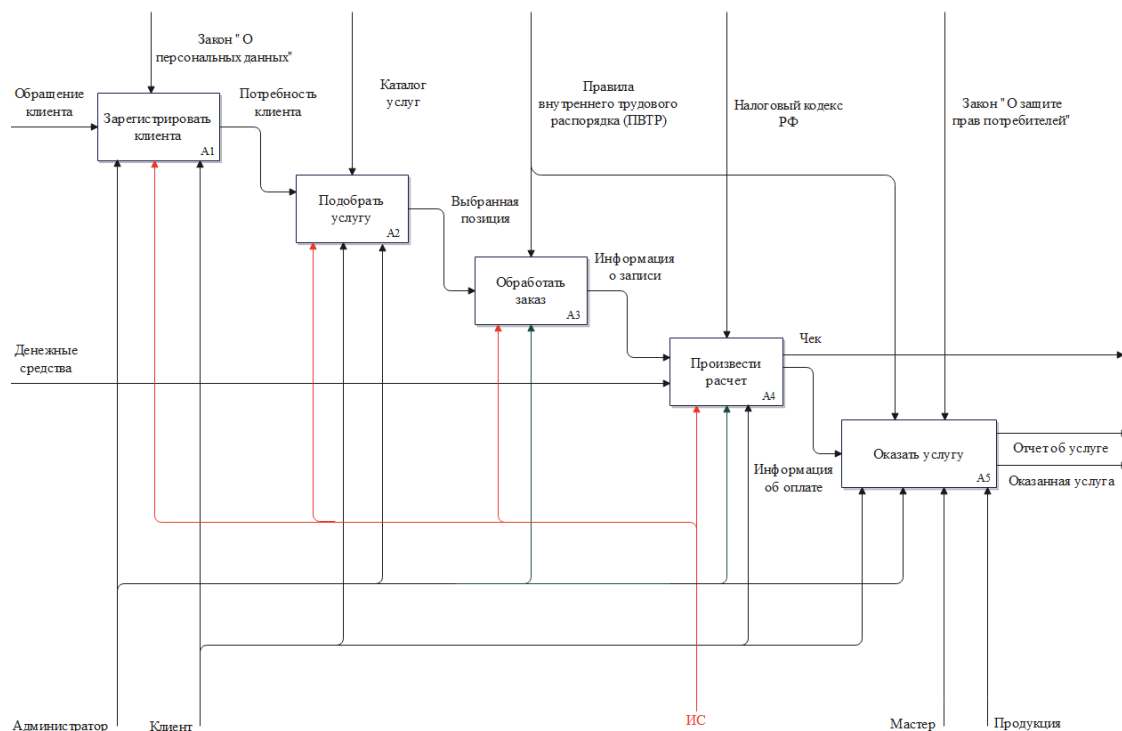 Закон " О
персональных данных"
Обращение
клиента
Потребность
клиента
Каталог
услуг
Правила
внутреннего трудового
распорядка (ПВТР)
Налоговый кодекс
РФ
Закон "О защите
прав потребителей"
Зарегистрировать
клиента
A1
Подобрать
услугу
A2
Выбранная
позиция
Обработать
заказ
A3
Информация
о записи
Денежные
средства
Произвести
расчет
A4
Чек
Оказать услугу
A5
Отчет об услуге
Оказанная услуга
Информация
об оплате
Администратор
Клиент
ИС
Мастер
Продукция